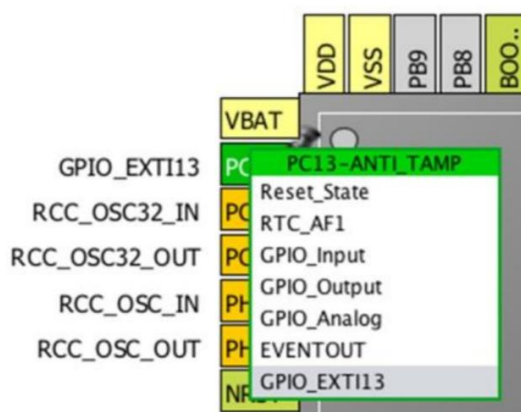 VDD
VSS
PB9
PB8
BOO..
VBAT
GPIO_EXTI13
PC
PC13-ANTI_TAMP
Reset_State
RCC_OSC32_IN
PC
RTC_AF1
RCC_OSC32_OUT
PC
GPIO_Input
GPIO_Output
RCC_OSC_IN
PH
GPIO_Analog
RCC_OSC_OUT
PH
EVENTOUT
GPIO_EXTI13